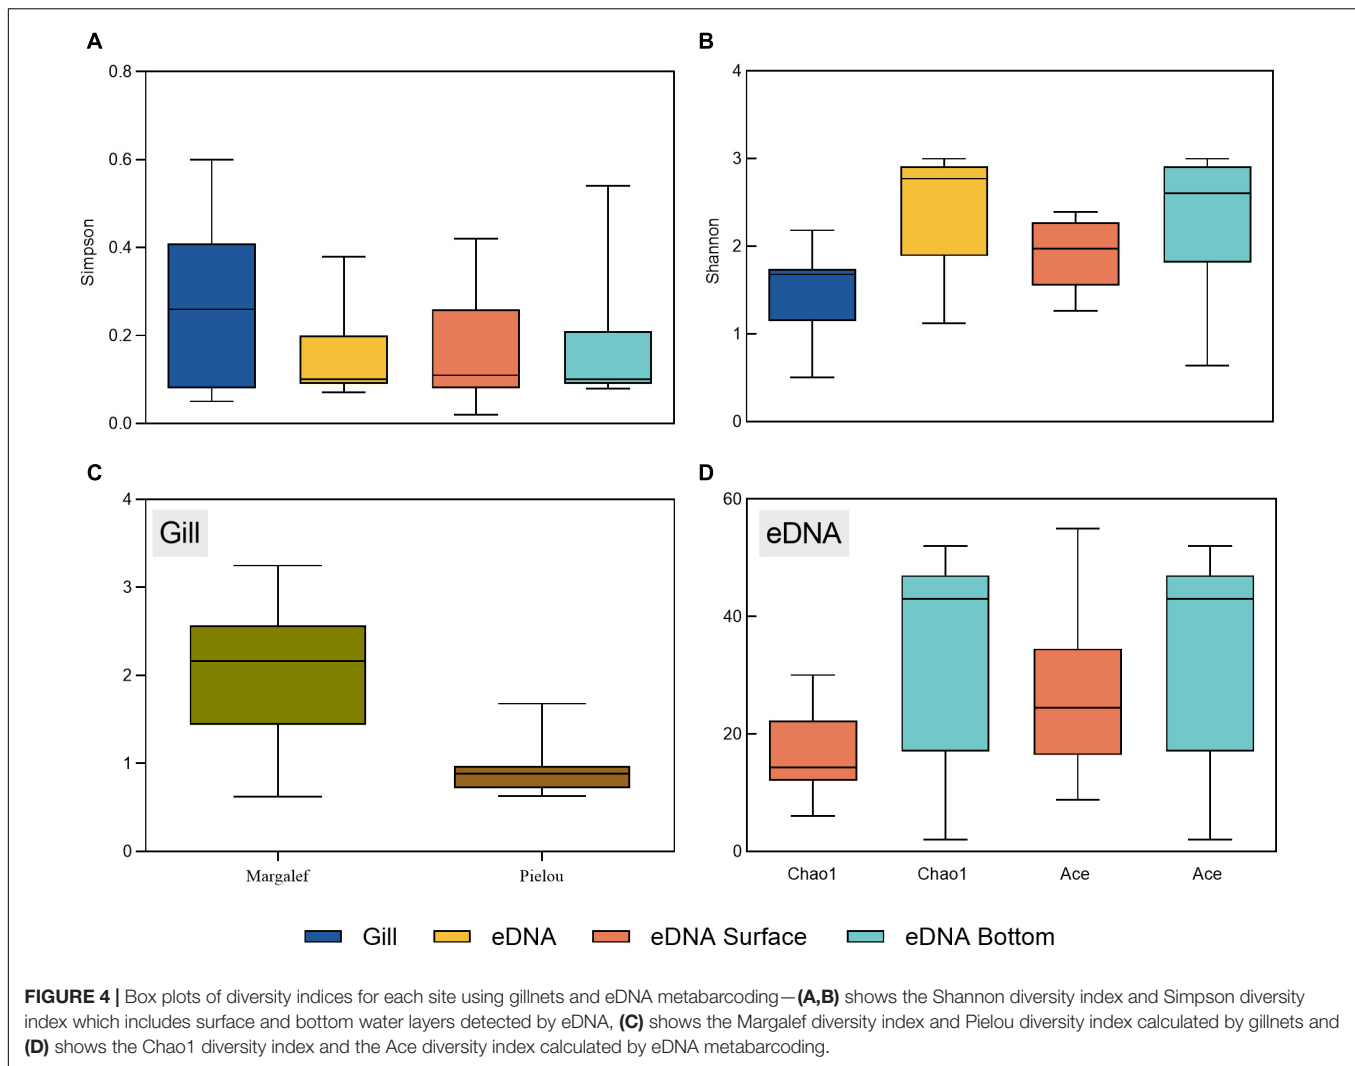 A
0.8
0.6
0.4
0.2
0.0
Simpson
B
4
3
2
1
0
Shannon
C
4
3
2
1
0
Gill
Margalef
Pielou
D
60
40
20
0
eDNA
Chao1
Chao1
Ace
Ace
Gill
eDNA
eDNA Surface
eDNA Bottom
FIGURE 4 | Box plots of diversity indices for each site using gillnets and eDNA metabarcoding—(A,B) shows the Shannon diversity index and Simpson diversity
index which includes surface and bottom water layers detected by eDNA, (C) shows the Margalef diversity index and Pielou diversity index calculated by gillnets and
(D) shows the Chao1 diversity index and the Ace diversity index calculated by eDNA metabarcoding.